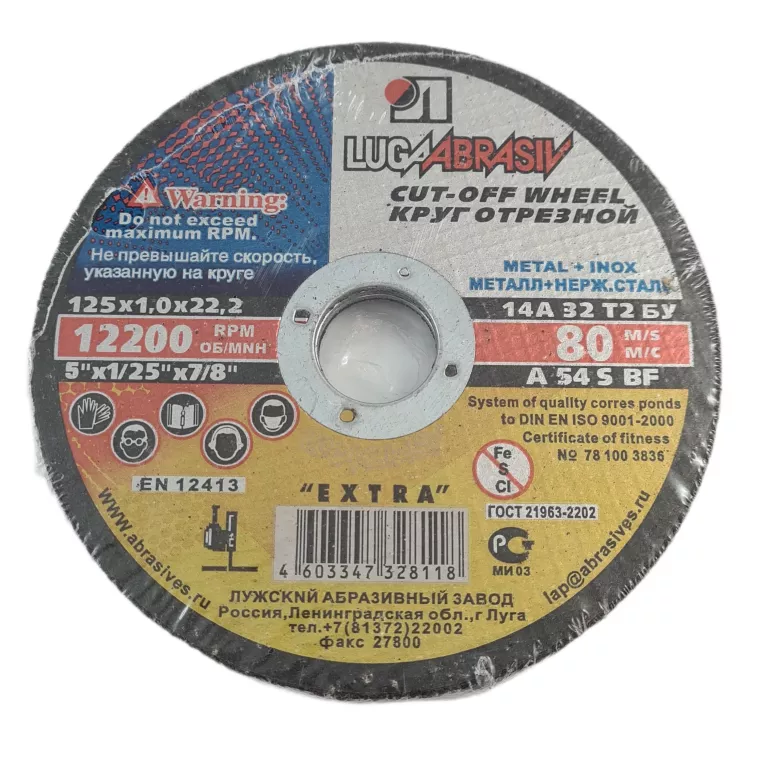 LUGAABRASIV
CUT-OFF WHEEL
КРУГ ОТРЕЗНОЙ
Warning:
Do not exceed
maximum RPM.
Не превышайте скорость,
указанную на круге
METAL + INOX
МЕТАЛЛ+НЕРЖ.СТАЛЬ
125x1,0x22,2
12200 RPM
ОБ/MNH
5"x1/25"x7/8"
14A 32 T2 БУ
80 M/S
M/C
A 54 S BF
System of quality corres ponds
to DIN EN ISO 9001-2000
Certificate of fitness
№ 78 100 3836
EN 12413
"EXTRA"
Fe
S
Cl
ГОСТ 21963-2202
МИ 03
4 603347 328118
www.abrasives.ru
lap@abrasives.ru
ЛУЖСКИЙ АБРАЗИВНЫЙ ЗАВОД
Россия,Ленинградская обл.,г Луга
тел.+7(81372)22002
факс 27800